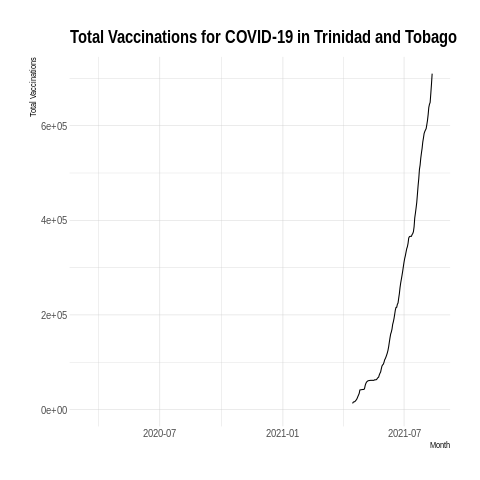 Total Vaccinations for COVID-19 in Trinidad and Tobago
Total Vaccinations
6e+05
4e+05
2e+05
0e+00
2020-07 2021-01 2021-07
Month